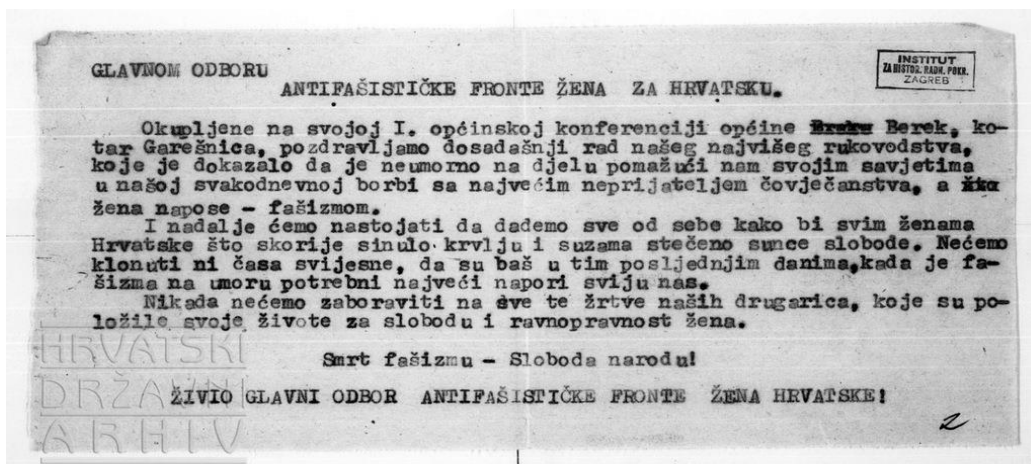 GLAVNOM ODBORU
INSTITUT
ZA HISTOR. RADN. POKR.
ZAGREB
ANTIFAŠISTIČKE FRONTE ŽENA ZA HRVATSKU.
Okupljene na svojoj I. općinskoj konferenciji općine Berek, ko-
tar Garešnica, pozdravljamo dosadašnji rad našeg najvišeg rukovodstva,
koje je dokazalo da je neumorno na djelu pomažući nam svojim savjetima
u našoj svakodnevnoj borbi sa najvećim neprijateljem čovječanstva, a
žena napose - fašizmom.
I nadalje ćemo nastojati da dademo sve od sebe kako bi svim ženama
Hrvatske što skorije sinulo krvlju i suzama stečeno sunce slobode. Nećemo
klonuti ni časa svijesne, da su baš u tim posljednjim danima,kada je fa-
šizma na umoru potrebni najveći napori sviju nas.
Nikada nećemo zaboraviti na sve te žrtve naših drugarica, koje su po-
ložile svoje živote za slobodu i ravnopravnost žena.
Smrt fašizmu - Sloboda narodu!
ŽIVIO GLAVNI ODBOR ANTIFAŠISTIČKE FRONTE ŽENA HRVATSKE!
2
HRVATSKI
DRŽAVNI
ARHIV